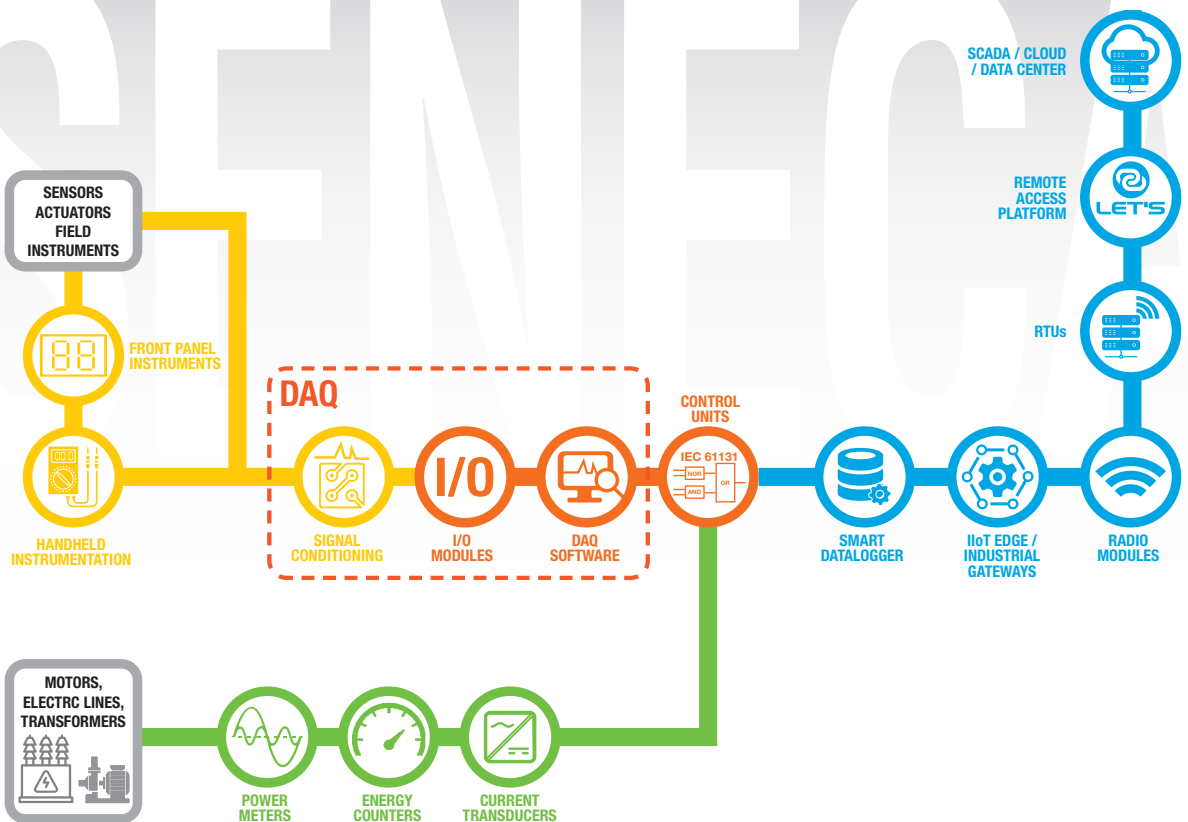 SENECA
SCADA / CLOUD
/ DATA CENTER
REMOTE
ACCESS
PLATFORM
LET'S
RTUs
SENSORS
ACTUATORS
FIELD
INSTRUMENTS
88
FRONT PANEL
INSTRUMENTS
DAQ
CONTROL
UNITS
IEC 61131
NOR
AND
OR
I/O
HANDHELD
INSTRUMENTATION
SIGNAL
CONDITIONING
I/O
MODULES
DAQ
SOFTWARE
SMART
DATALOGGER
IIoT EDGE /
INDUSTRIAL
GATEWAYS
RADIO
MODULES
MOTORS,
ELECTRC LINES,
TRANSFORMERS
POWER
METERS
ENERGY
COUNTERS
CURRENT
TRANSDUCERS